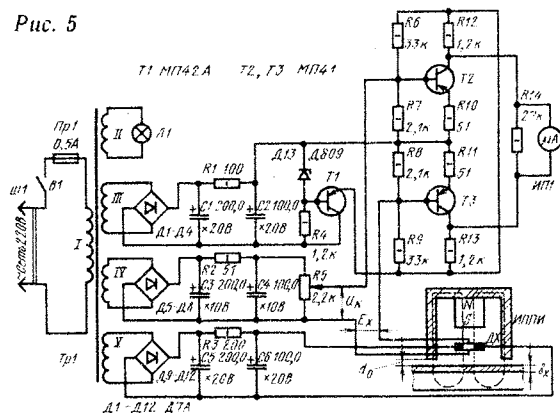 Рис. 5
Т1 МП42А Т2, Т3 МП41
R6
33к
R12
1,2к
Т2
R14
Пр1
0,5А
II
Л1
R7
2,1к
R10
51
Д13
Д809
R1 100
Т1
R8
2,1к
R11
51
μА
ИП1
Ш1
В1
III
Д1-Д4
С1 200,0
×20В
С2 100,0
×20В
R4
1,2к
Т3
R9
33к
R13
1,2к
I
≈Сеть 220В
IV
R2 51
С3 200,0
×10В
С4 100,0
×10В
R5
2,2к
Uк
Eх
ИППИ
ДХ
V
Д9-Д12
R3 200
С5 200,0
×20В
С6 100,0
×20В
d₀
δх
Тр1
Д1-Д12 Д7А